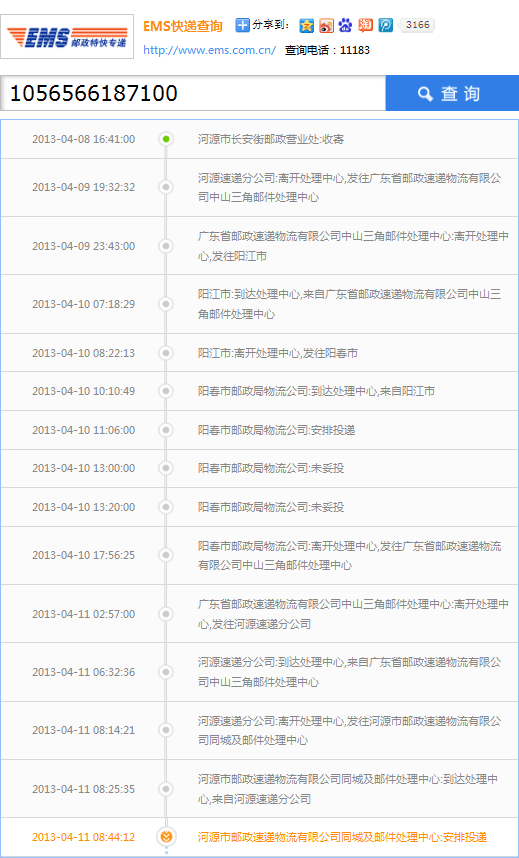 EMS 邮政特快专递
EMS快递查询 分享到： 淘 3166
http://www.ems.com.cn/ 查询电话：11183
1056566187100 查 询
2013-04-08 16:41:00 河源市长安街邮政营业处:收寄
2013-04-09 19:32:32 河源速递分公司:离开处理中心,发往广东省邮政速递物流有限公
司中山三角邮件处理中心
2013-04-09 23:43:00 广东省邮政速递物流有限公司中山三角邮件处理中心:离开处理中
心,发往阳江市
2013-04-10 07:18:29 阳江市:到达处理中心,来自广东省邮政速递物流有限公司中山三
角邮件处理中心
2013-04-10 08:22:13 阳江市:离开处理中心,发往阳春市
2013-04-10 10:10:49 阳春市邮政局物流公司:到达处理中心,来自阳江市
2013-04-10 11:06:00 阳春市邮政局物流公司:安排投递
2013-04-10 13:00:00 阳春市邮政局物流公司:未妥投
2013-04-10 13:20:00 阳春市邮政局物流公司:未妥投
2013-04-10 17:56:25 阳春市邮政局物流公司:离开处理中心,发往广东省邮政速递物流
有限公司中山三角邮件处理中心
2013-04-11 02:57:00 广东省邮政速递物流有限公司中山三角邮件处理中心:离开处理中
心,发往河源速递分公司
2013-04-11 06:32:36 河源速递分公司:到达处理中心,来自广东省邮政速递物流有限公
司中山三角邮件处理中心
2013-04-11 08:14:21 河源速递分公司:离开处理中心,发往河源市邮政速递物流有限公
司同城及邮件处理中心
2013-04-11 08:25:35 河源市邮政速递物流有限公司同城及邮件处理中心:到达处理中
心,来自河源速递分公司
2013-04-11 08:44:12 河源市邮政速递物流有限公司同城及邮件处理中心:安排投递